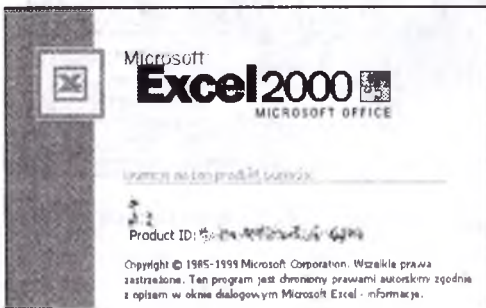 Microsoft
Excel 2000
MICROSOFT OFFICE
Product ID:
Copyright © 1985-1999 Microsoft Corporation. Wszelkie prawa
zastrzeżone. Ten program jest chroniony prawami autorskimi zgodnie
z opisem w oknie dialogowym Microsoft Excel - informacje.